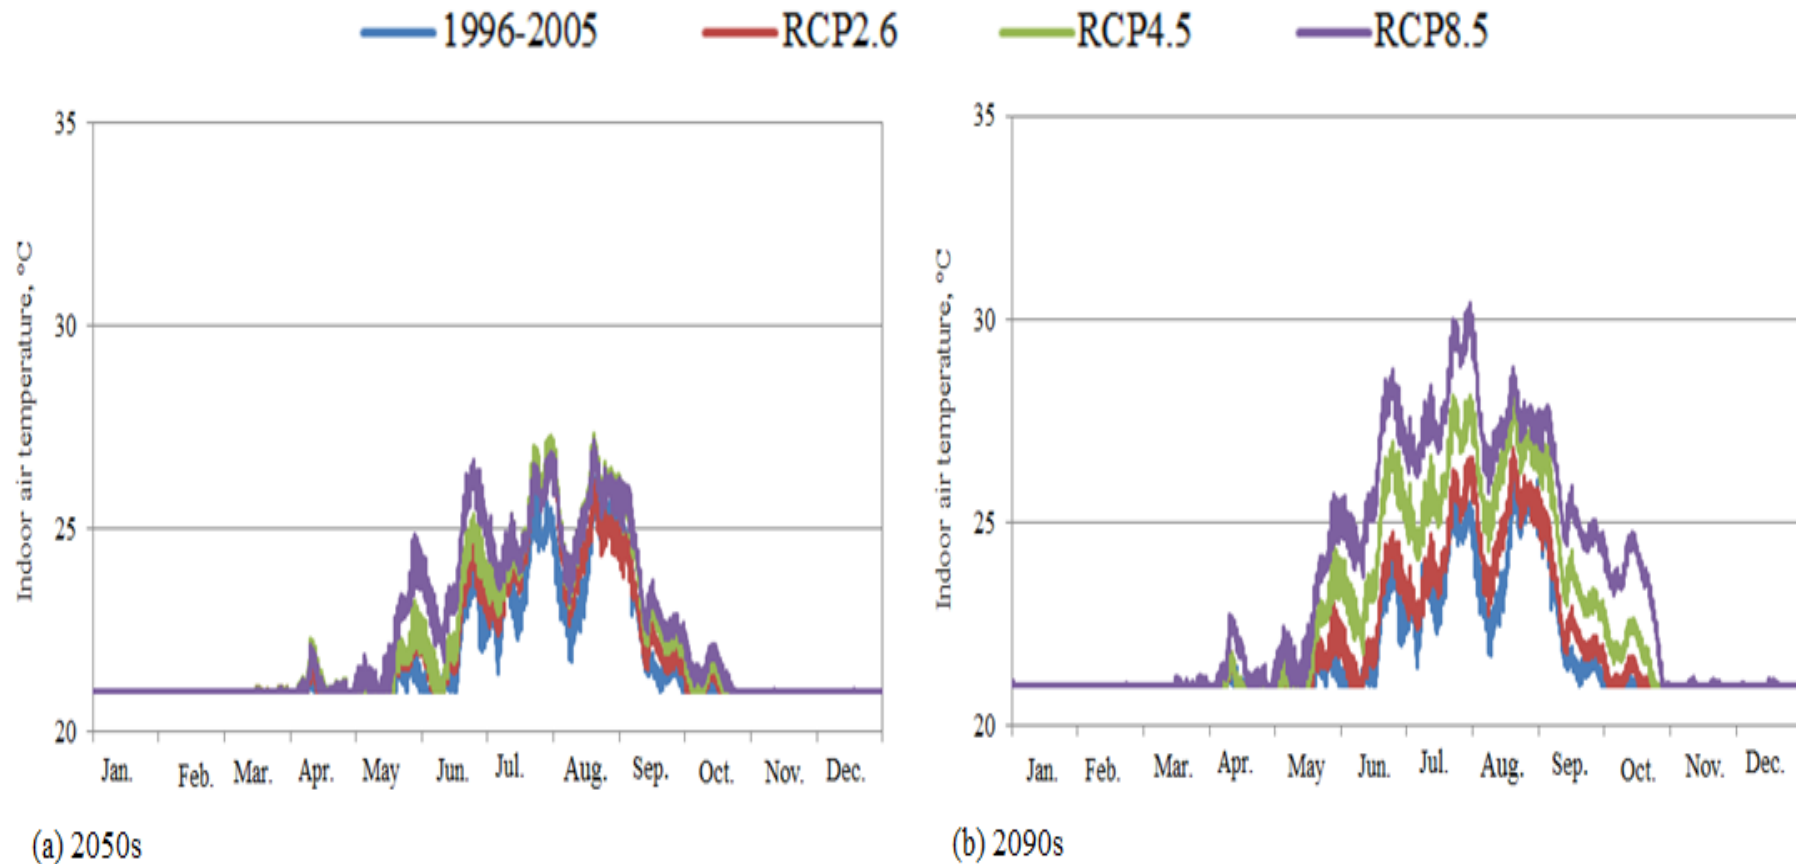 1996-2005 RCP2.6 RCP4.5 RCP8.5
Indoor air temperature, °C
35
30
25
20
Jan. Feb. Mar. Apr. May Jun. Jul. Aug. Sep. Oct. Nov. Dec.
(a) 2050s
Indoor air temperature, °C
35
30
25
20
Jan. Feb. Mar. Apr. May Jun. Jul. Aug. Sep. Oct. Nov. Dec.
(b) 2090s